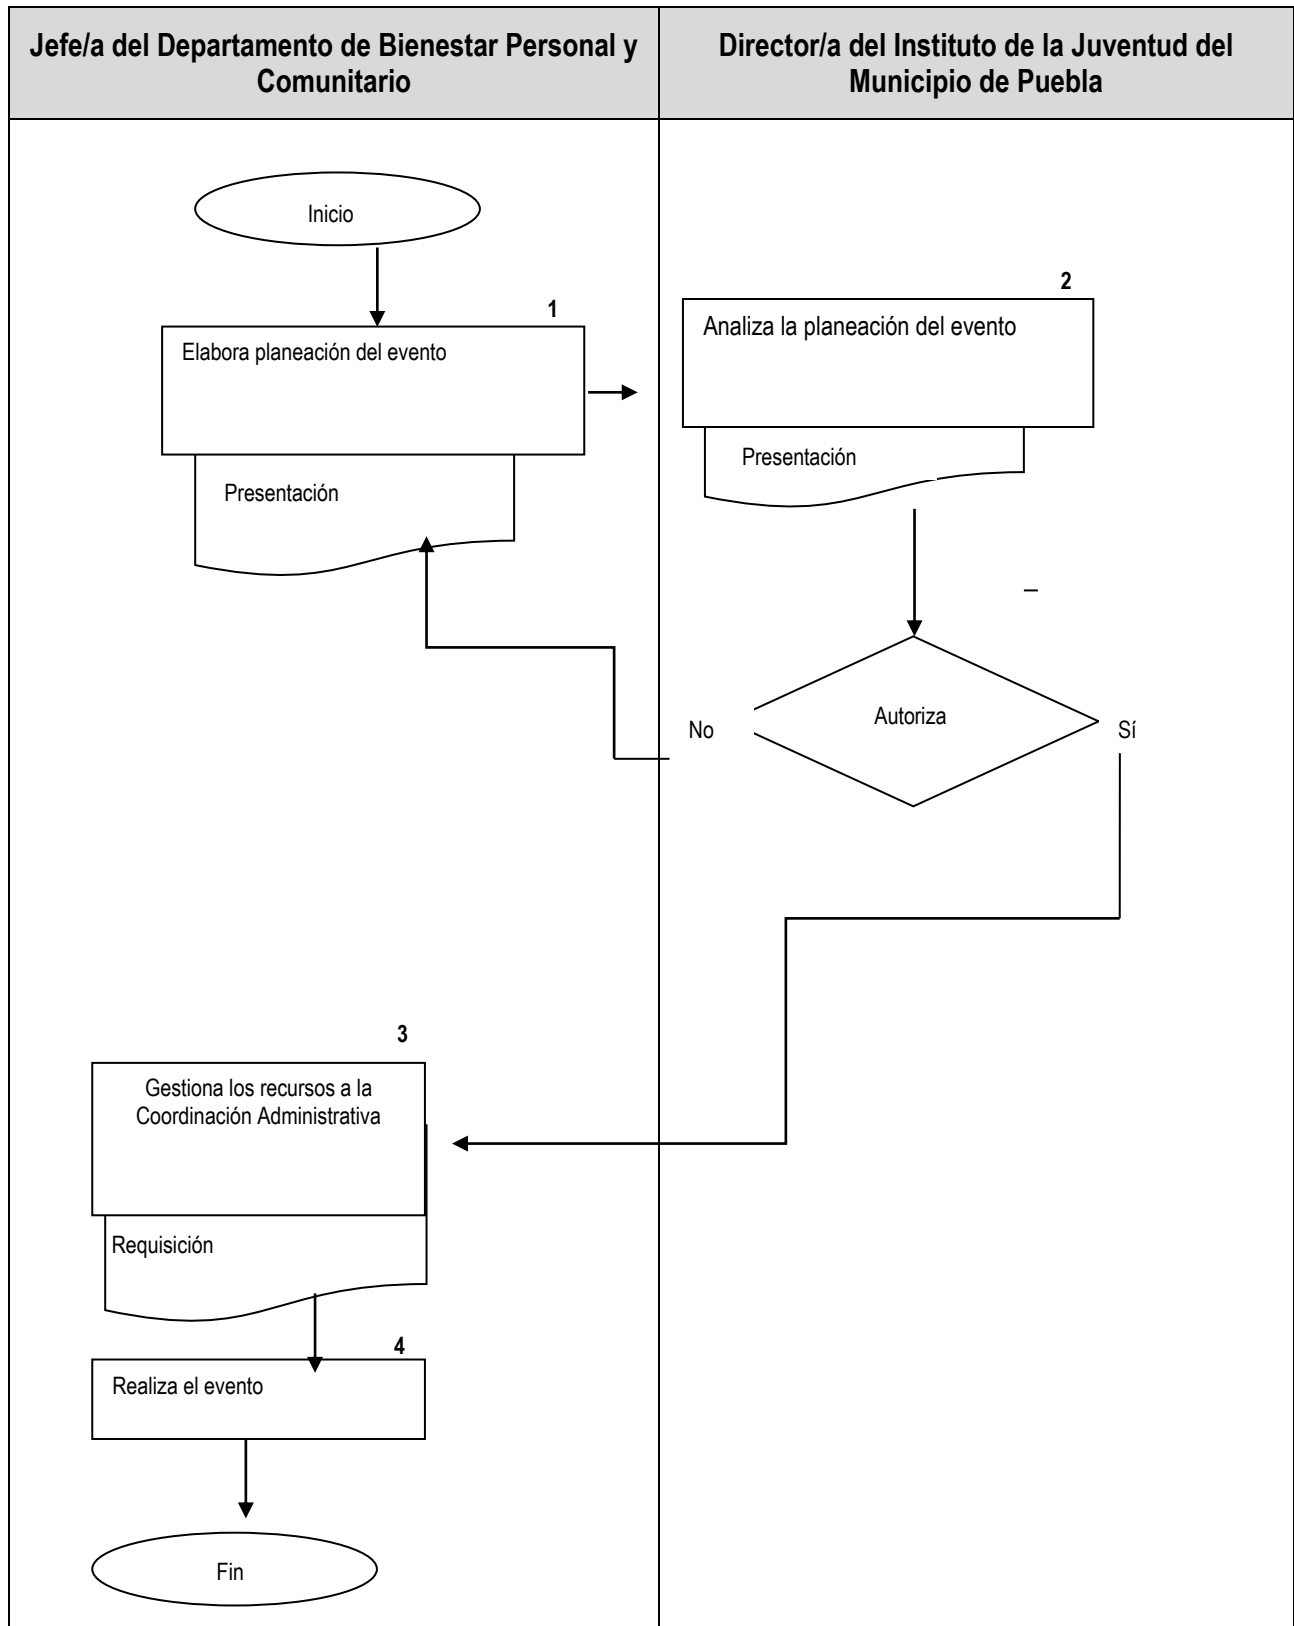 Jefe/a del Departamento de Bienestar Personal y
Comunitario
Director/a del Instituto de la Juventud del
Municipio de Puebla
Inicio
1
Elabora planeación del evento
Presentación
2
Analiza la planeación del evento
Presentación
Autoriza
No
Sí
3
Gestiona los recursos a la
Coordinación Administrativa
Requisición
4
Realiza el evento
Fin